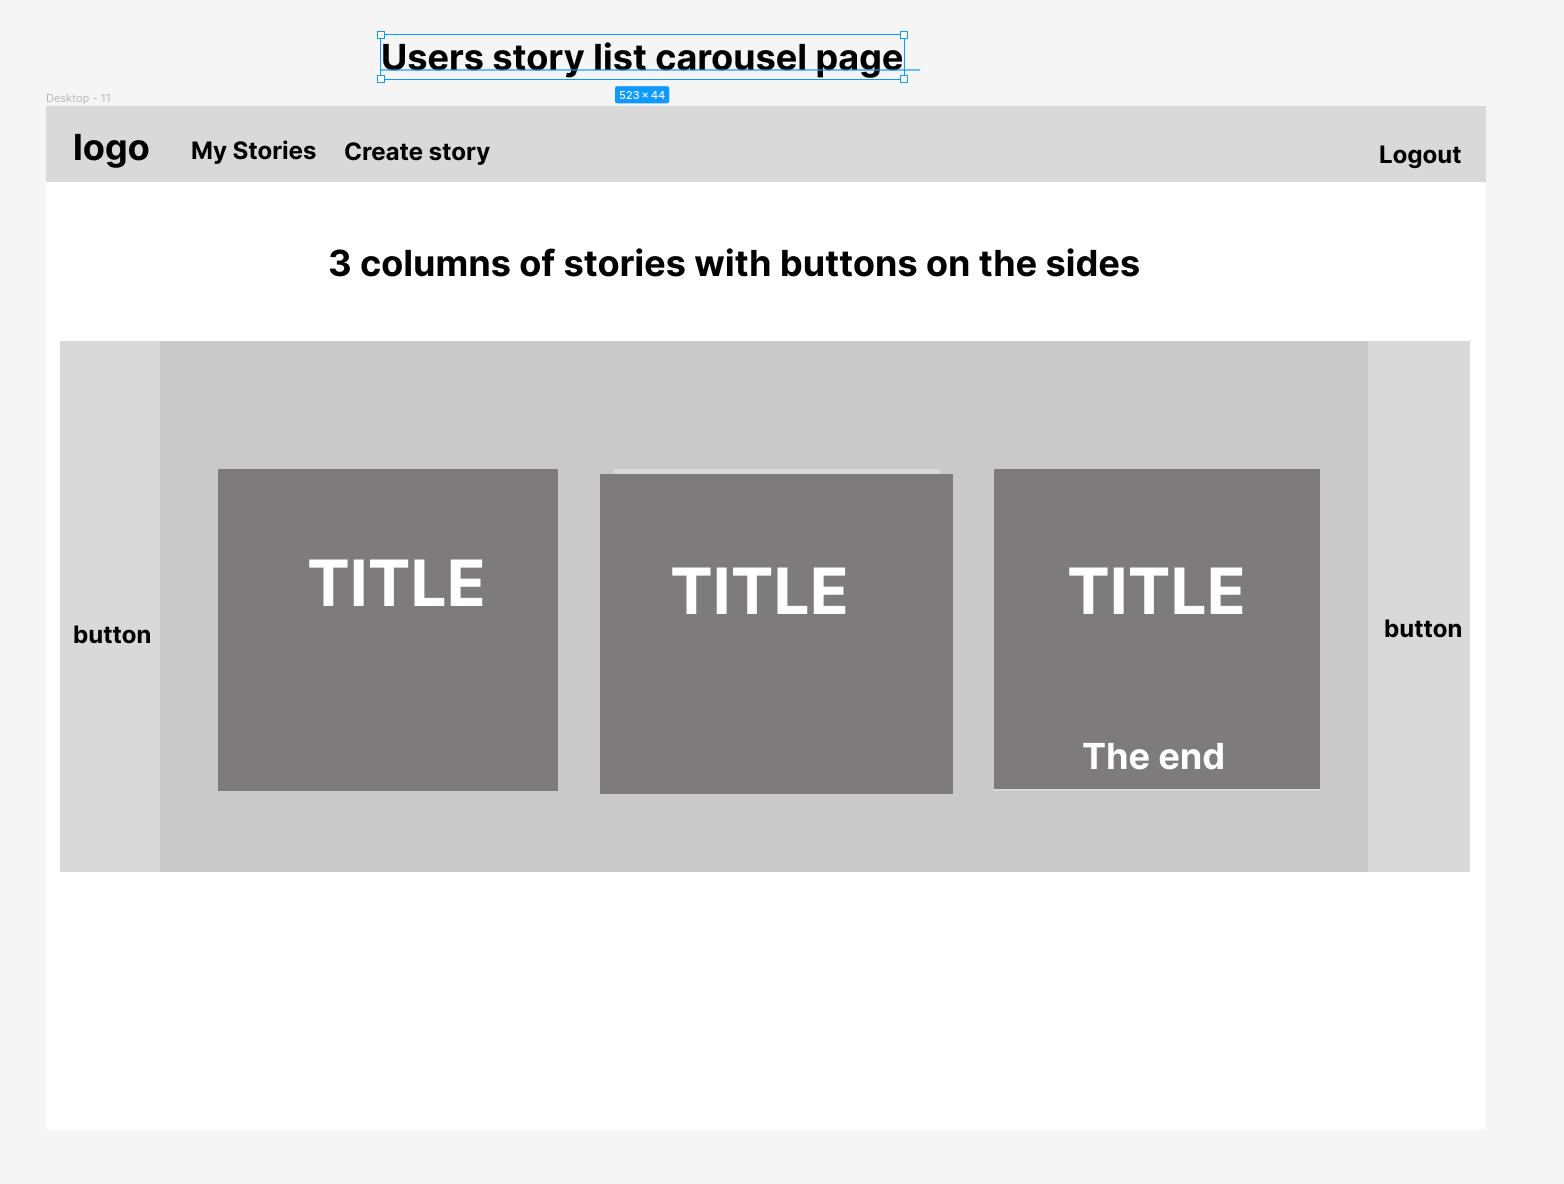 Users story list carousel page
523 × 44
Desktop - 11
logo My Stories Create story Logout
3 columns of stories with buttons on the sides
TITLE TITLE TITLE
button button
The end